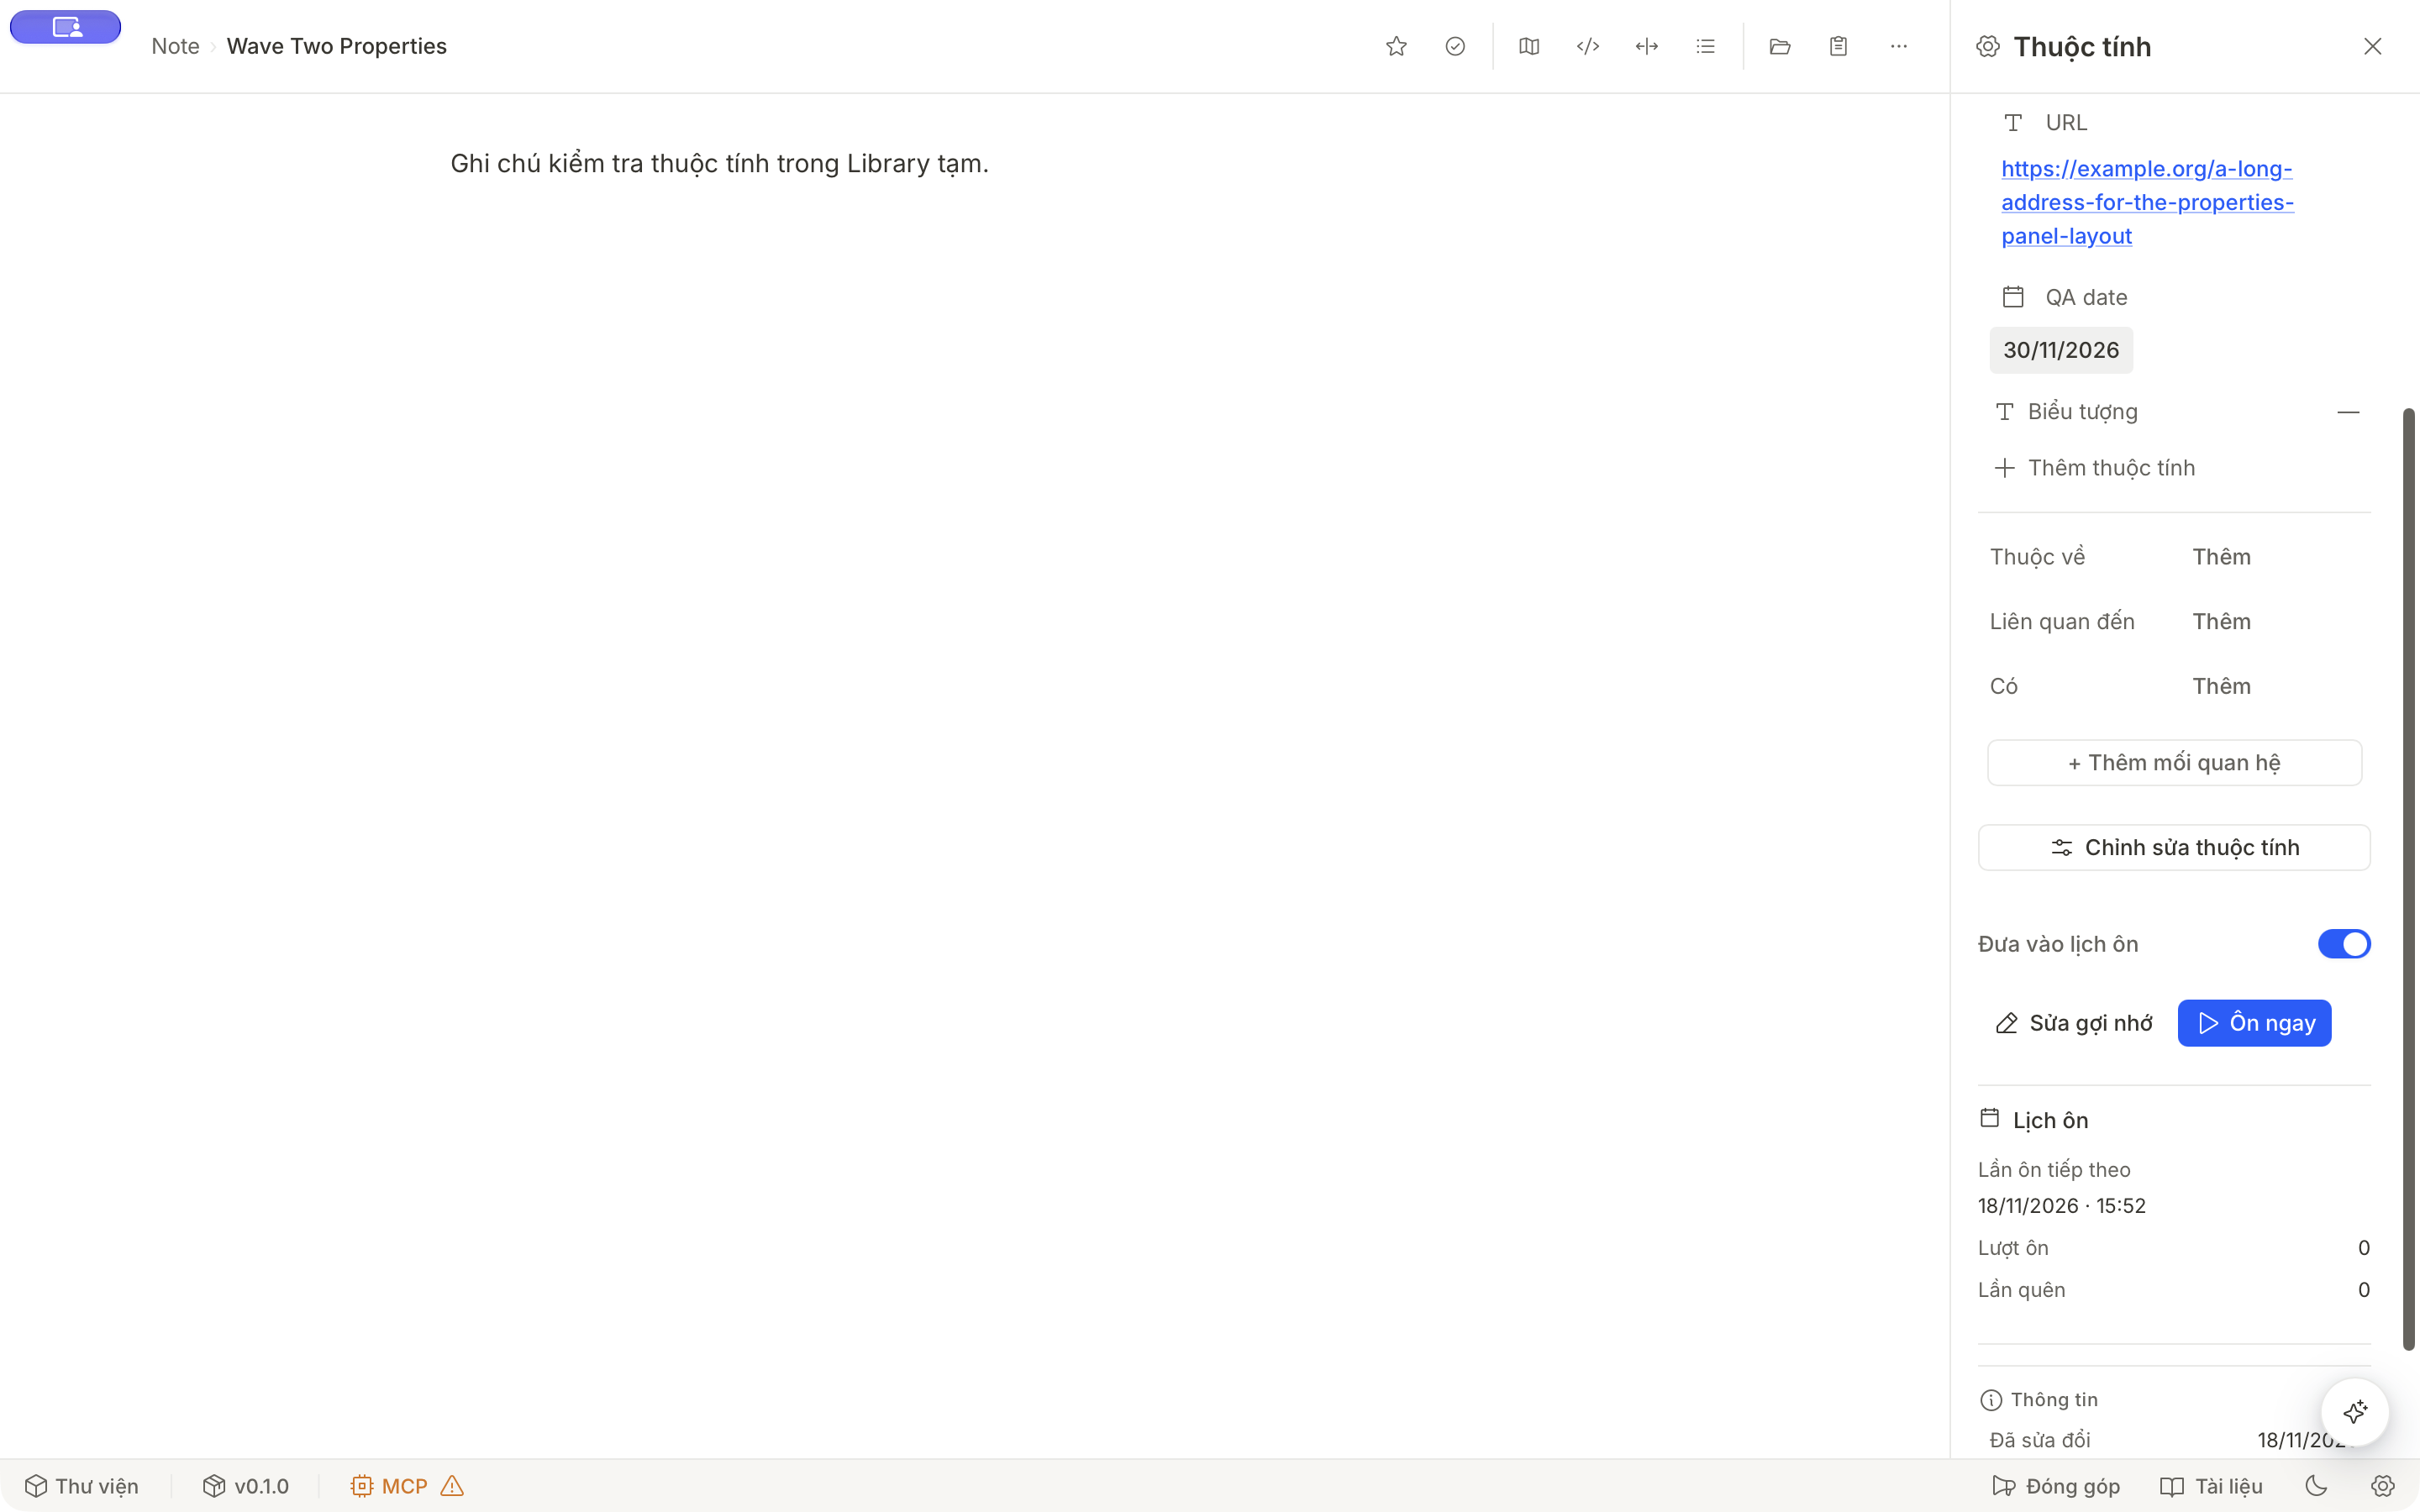 Note › Wave Two Properties
Thuộc tính
Ghi chú kiểm tra thuộc tính trong Library tạm.
URL
https://example.org/a-long-
address-for-the-properties-
panel-layout
QA date
30/11/2026
Biểu tượng —
Thêm thuộc tính
Thuộc về Thêm
Liên quan đến Thêm
Có Thêm
+ Thêm mối quan hệ
Chỉnh sửa thuộc tính
Đưa vào lịch ôn
Sửa gợi nhớ Ôn ngay
Lịch ôn
Lần ôn tiếp theo
18/11/2026 · 15:52
Lượt ôn 0
Lần quên 0
Thông tin
Đã sửa đổi 18/11/202
Thư viện v0.1.0 MCP Đóng góp Tài liệu